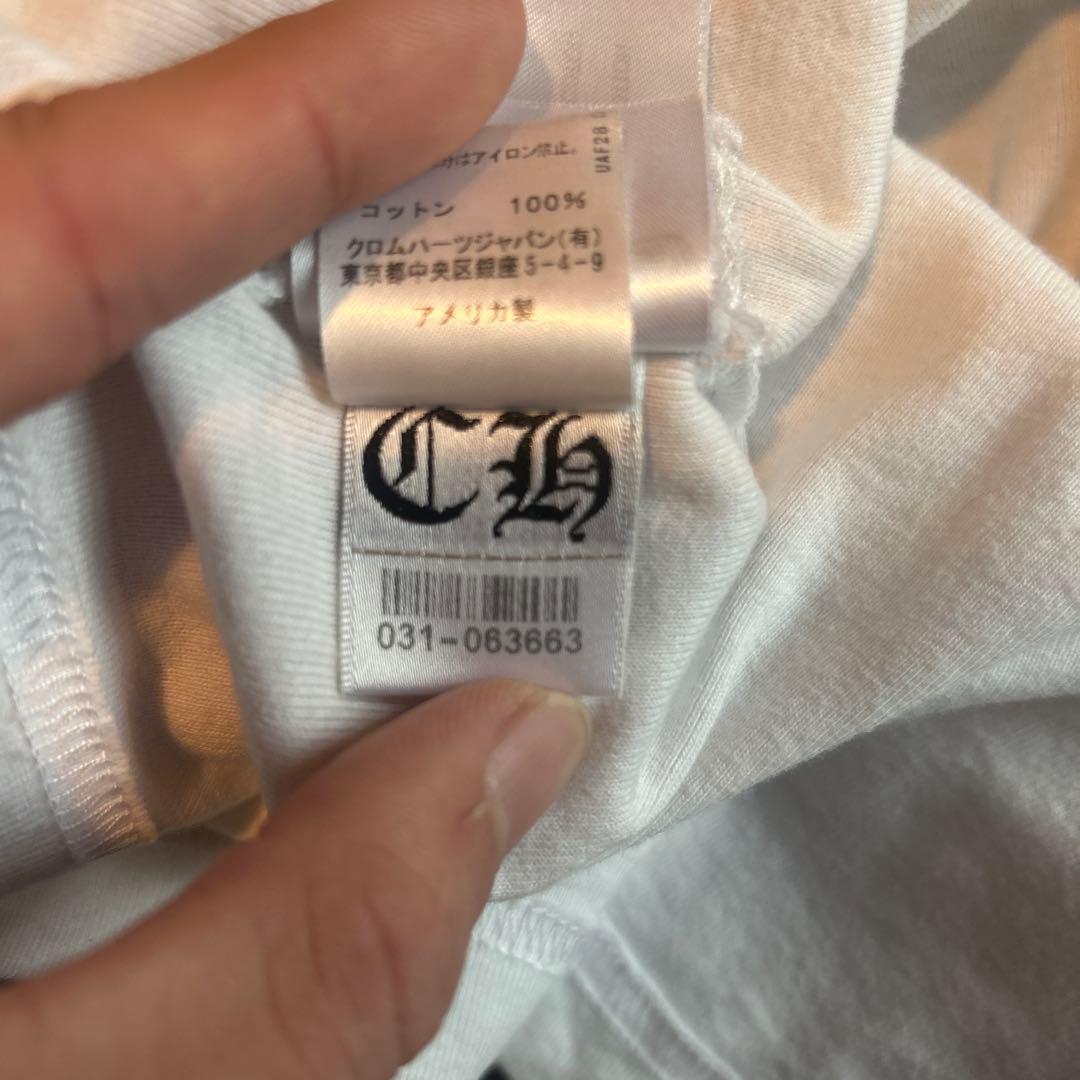 はアイロン禁止。
コットン 100%
クロムハーツジャパン(有)
東京都中央区銀座5-4-9
アメリカ製
UAF28
CH
031-063663